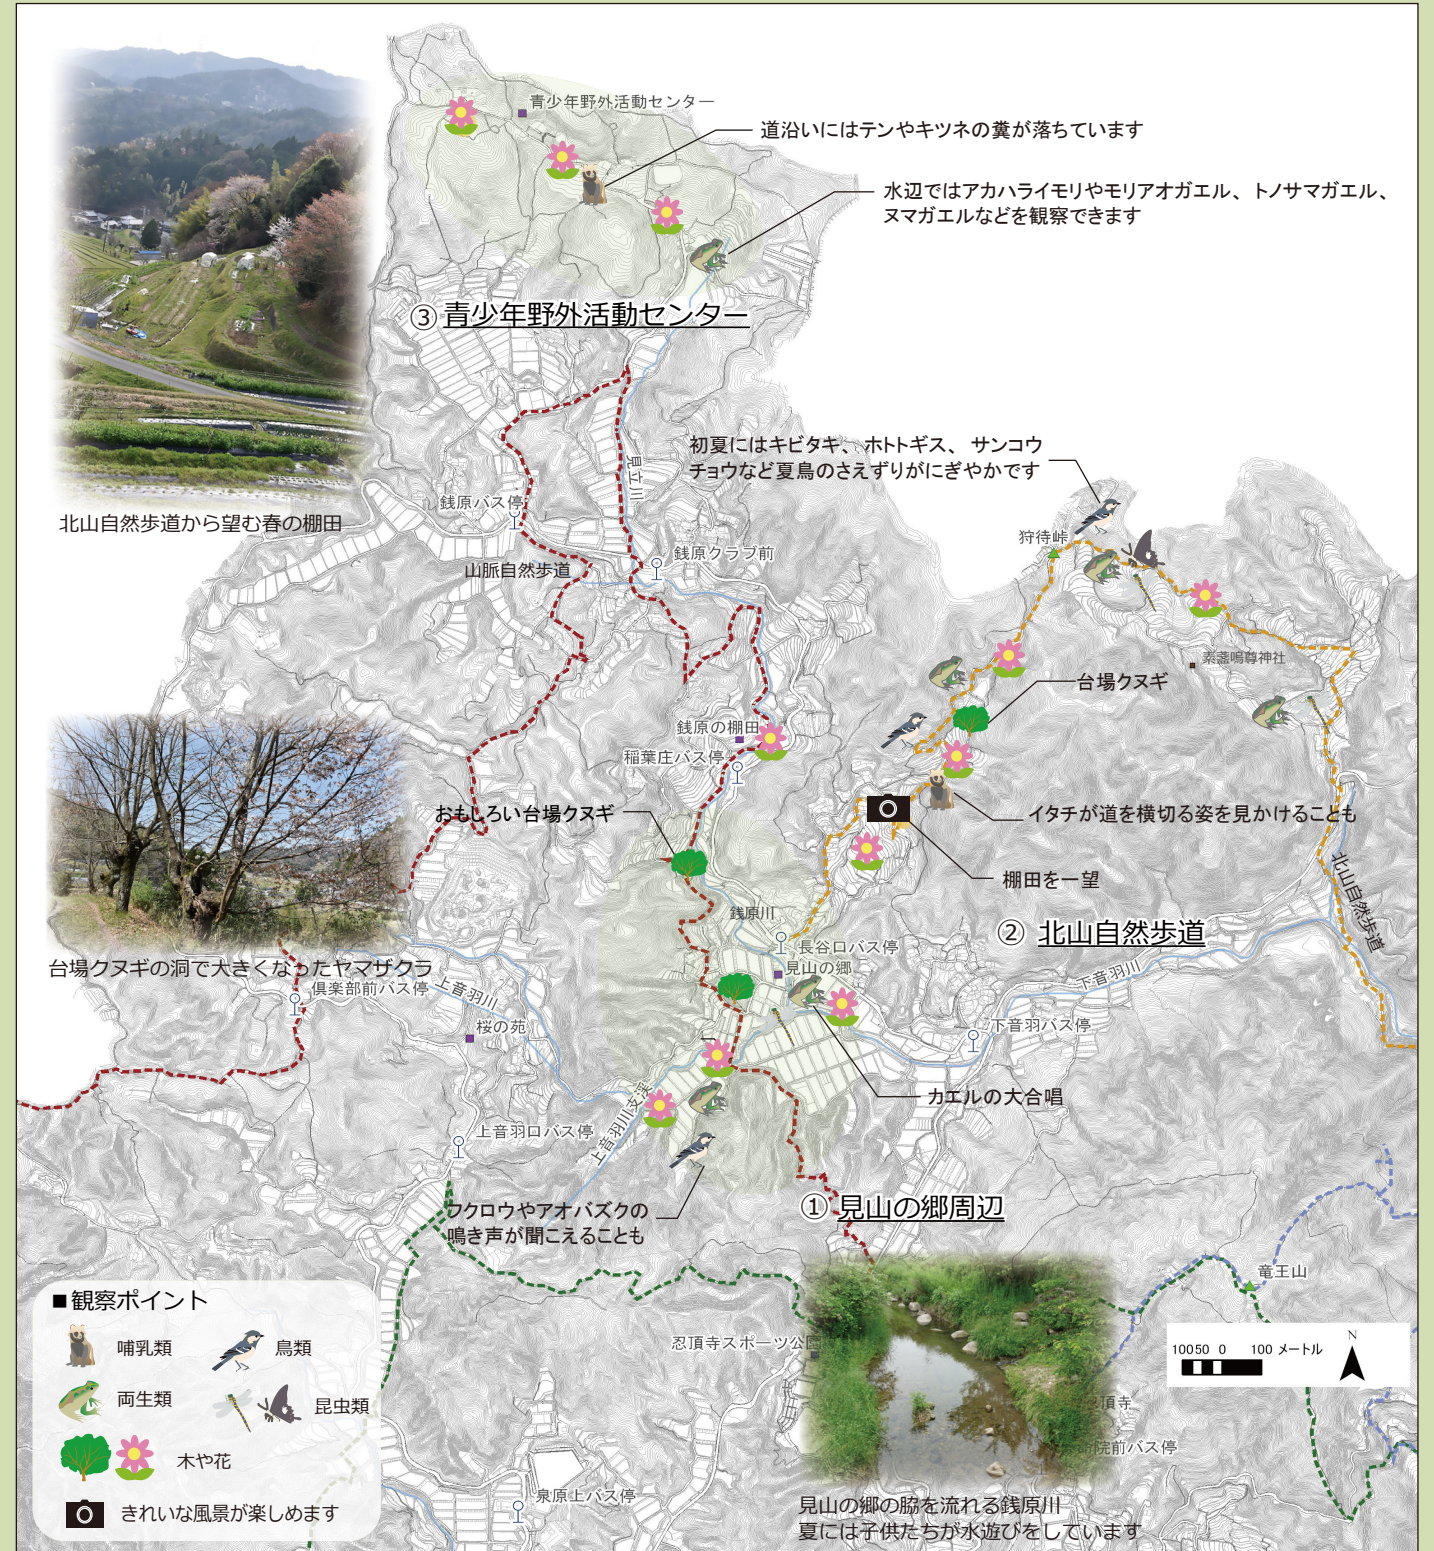 青少年野外活動センター
道沿いにはテンやキツネの糞が落ちています
水辺ではアカハライモリやモリアオガエル、トノサマガエル、
ヌマガエルなどを観察できます
③ 青少年野外活動センター
初夏にはキビタキ、ホトトギス、サンコウ
チョウなど夏鳥のさえずりがにぎやかです
見立川
銭原バス停
北山自然歩道から望む春の棚田
狩待峠
銭原クラブ前
山脈自然歩道
素盞嗚尊神社
台場クヌギ
銭原の棚田
稲葉庄バス停
おもしろい台場クヌギ
イタチが道を横切る姿を見かけることも
棚田を一望
北山自然歩道
銭原川
② 北山自然歩道
長谷口バス停
見山の郷
台場クヌギの洞で大きくなったヤマザクラ
下音羽川
上音羽川
倶楽部前バス停
桜の苑
下音羽バス停
カエルの大合唱
上音羽川支渓
上音羽口バス停
フクロウやアオバズクの
鳴き声が聞こえることも
① 見山の郷周辺
竜王山
■観察ポイント
哺乳類
鳥類
両生類
昆虫類
木や花
きれいな風景が楽しめます
忍頂寺スポーツ公園
N
10050 0 100 メートル
頂寺
院前バス停
泉原上バス停
見山の郷の脇を流れる銭原川
夏には子供たちが水遊びをしています